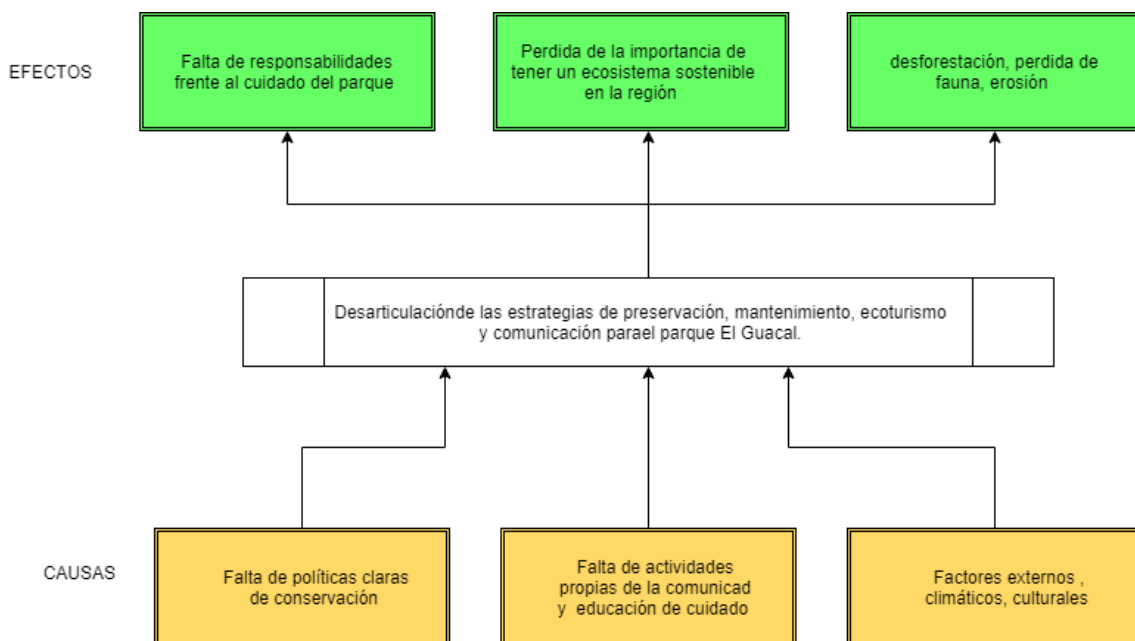 EFECTOS
Falta de responsabilidades
frente al cuidado del parque
Perdida de la importancia de
tener un ecosistema sostenible
en la región
desforestación, perdida de
fauna, erosión
Desarticulaciónde las estrategias de preservación, mantenimiento, ecoturismo
y comunicación parael parque El Guacal.
CAUSAS
Falta de políticas claras
de conservación
Falta de actividades
propias de la comunicad
y educación de cuidado
Factores externos ,
climáticos, culturales